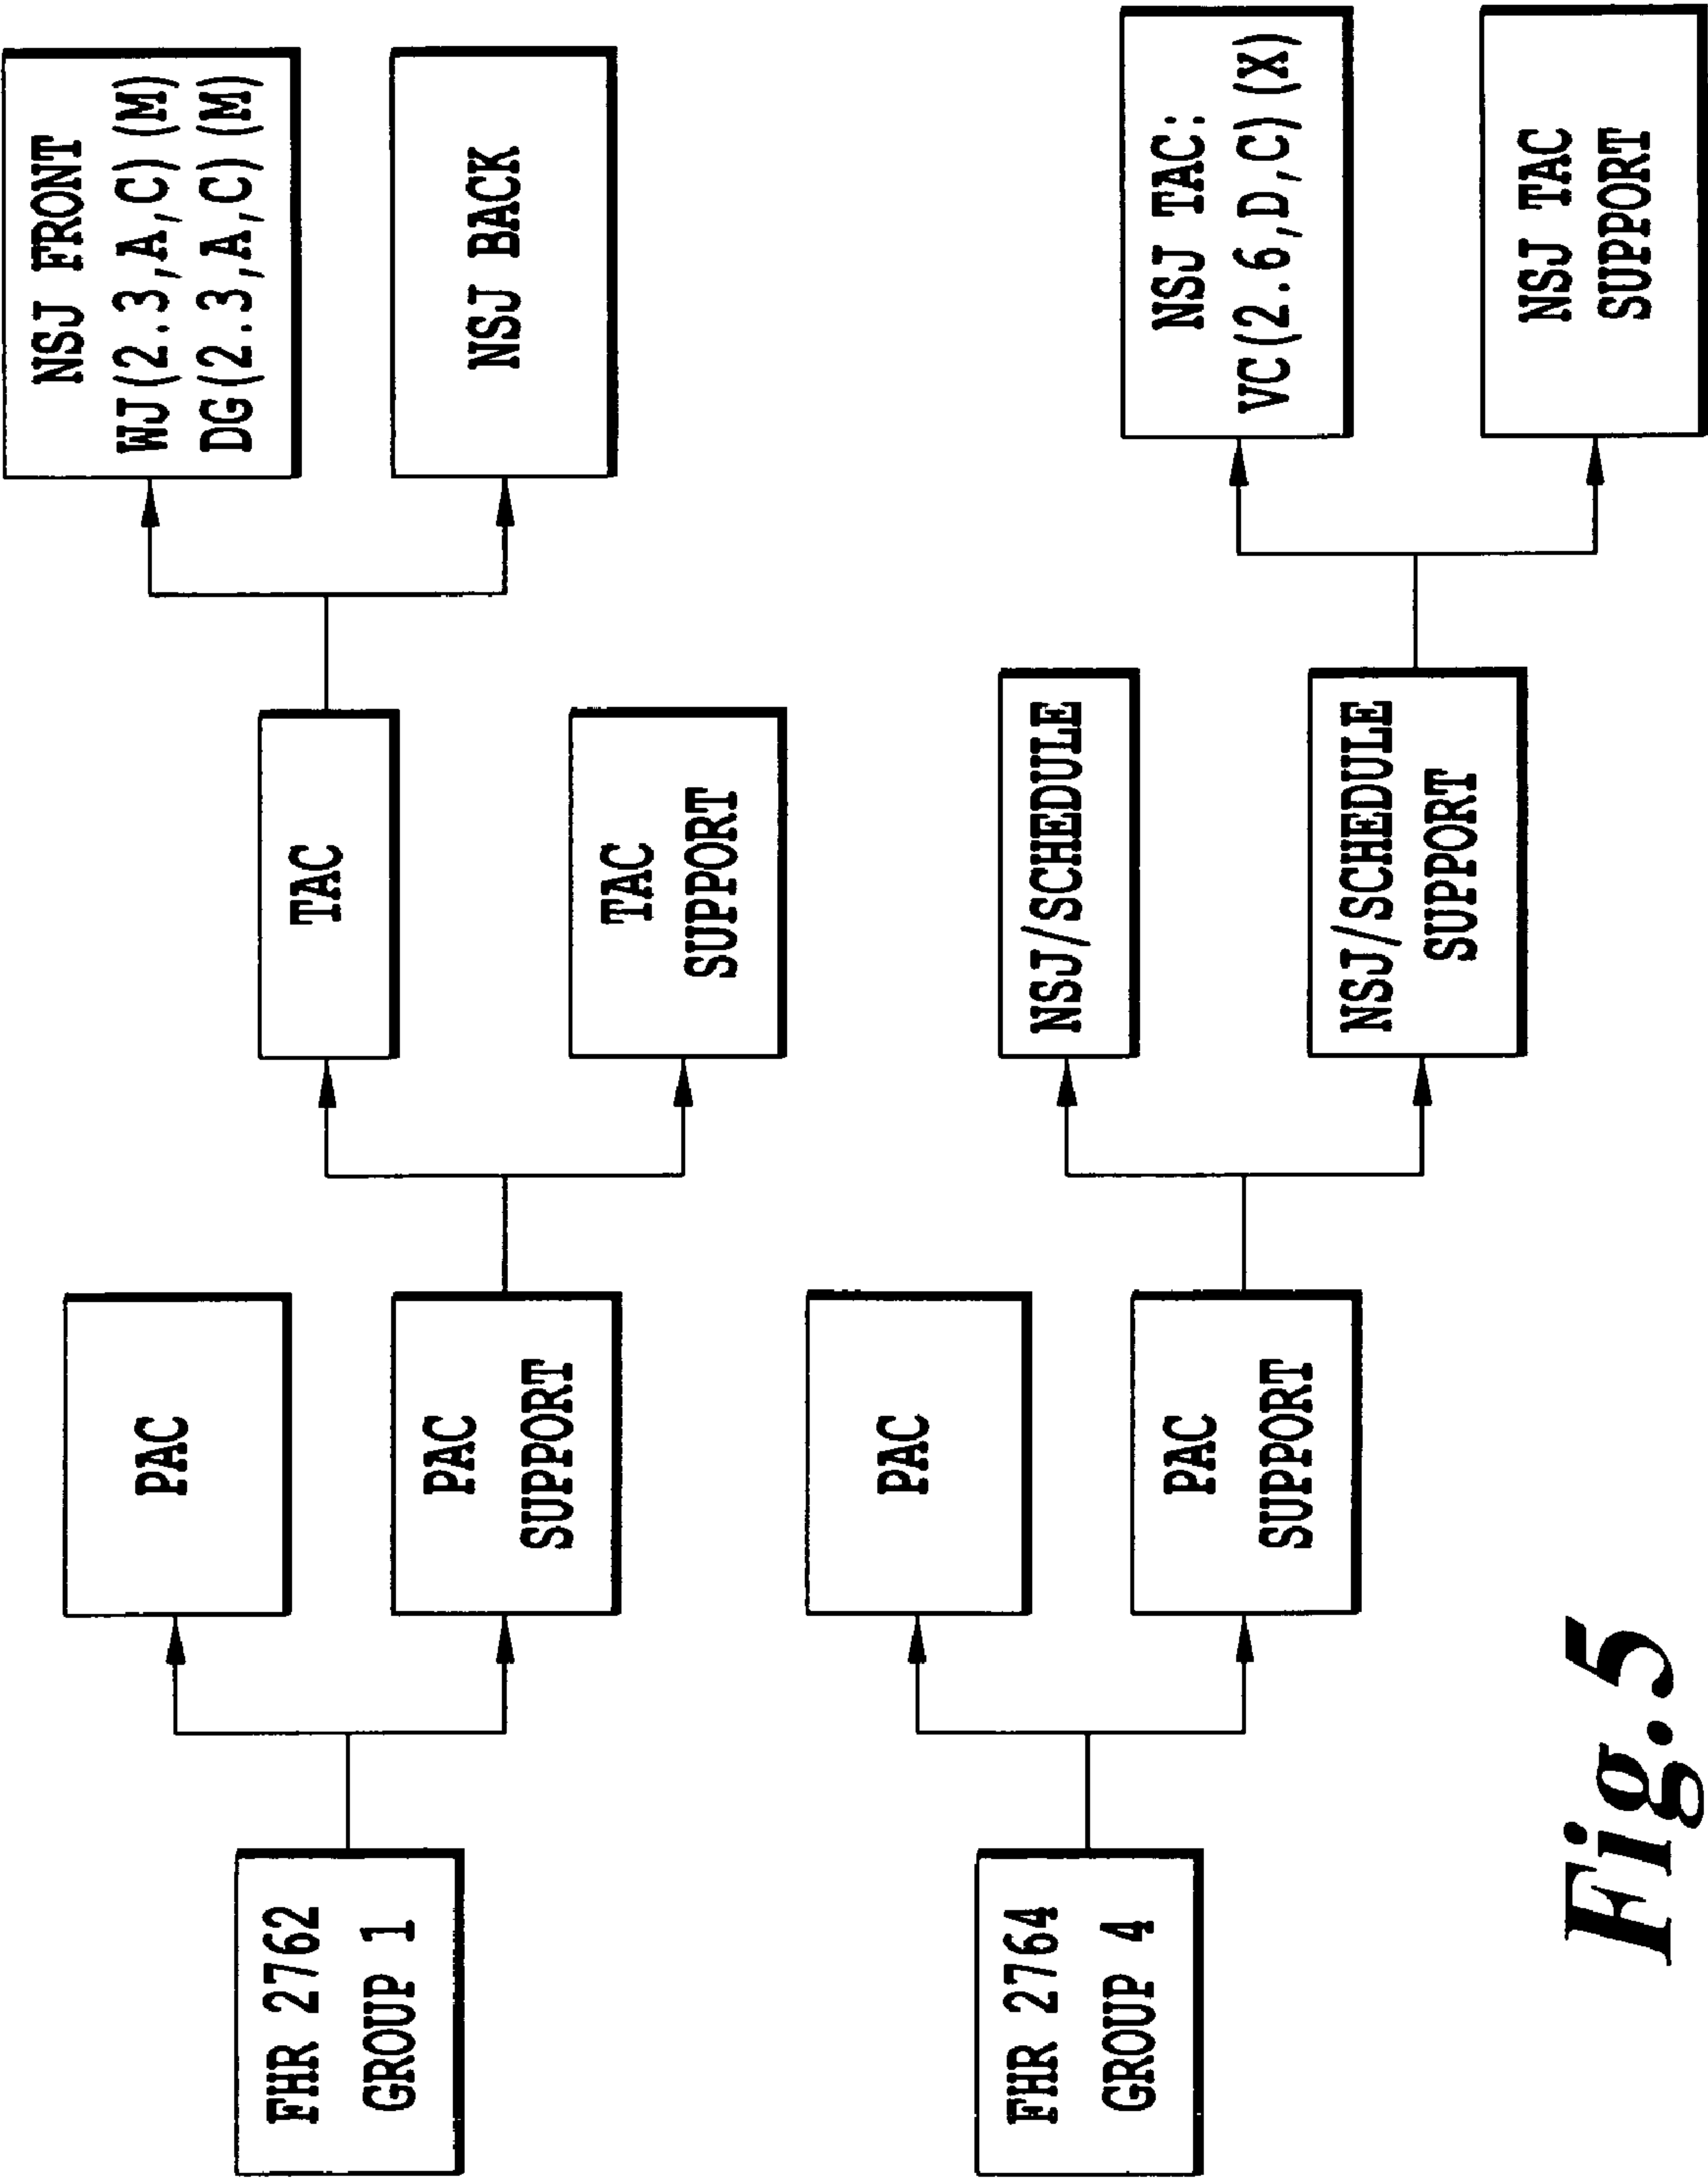 FHR 2762
GROUP 1
PAC
PAC
SUPPORT
TAC
TAC
SUPPORT
NSJ FRONT
WJ(2.3,A,C)(M)
DG(2.3,A,C)(M)
NSJ BACK
FHR 2764
GROUP 4
PAC
PAC
SUPPORT
NSJ/SCHEDULE
NSJ/SCHEDULE
SUPPORT
NSJ TAC:
VC(2.6,D,C)(X)
NSJ TAC
SUPPORT
Fig.5